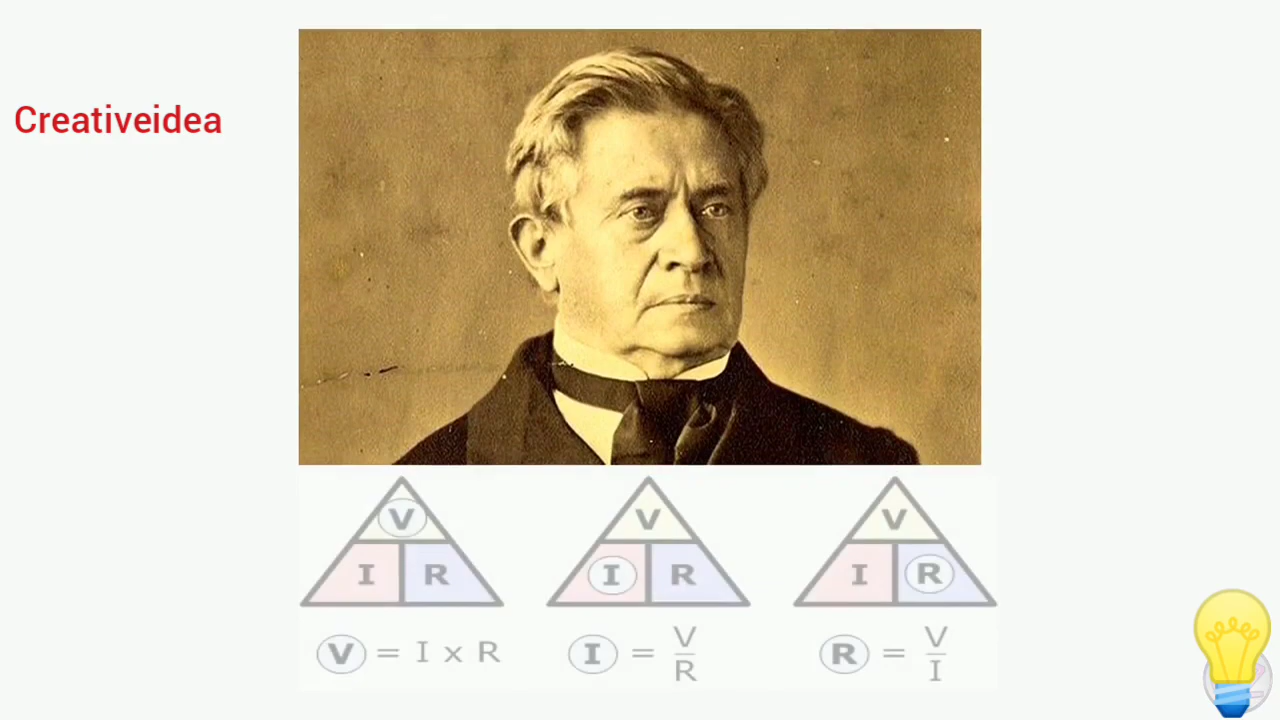 Creativeidea
V V V
I R I R I R
V = I x R I = V/R R = V/I